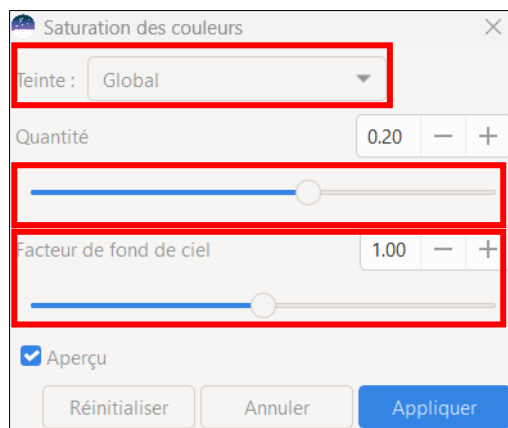 Saturation des couleurs
Teinte : Global
Quantité 0.20
Facteur de fond de ciel 1.00
Aperçu
Réinitialiser Annuler Appliquer